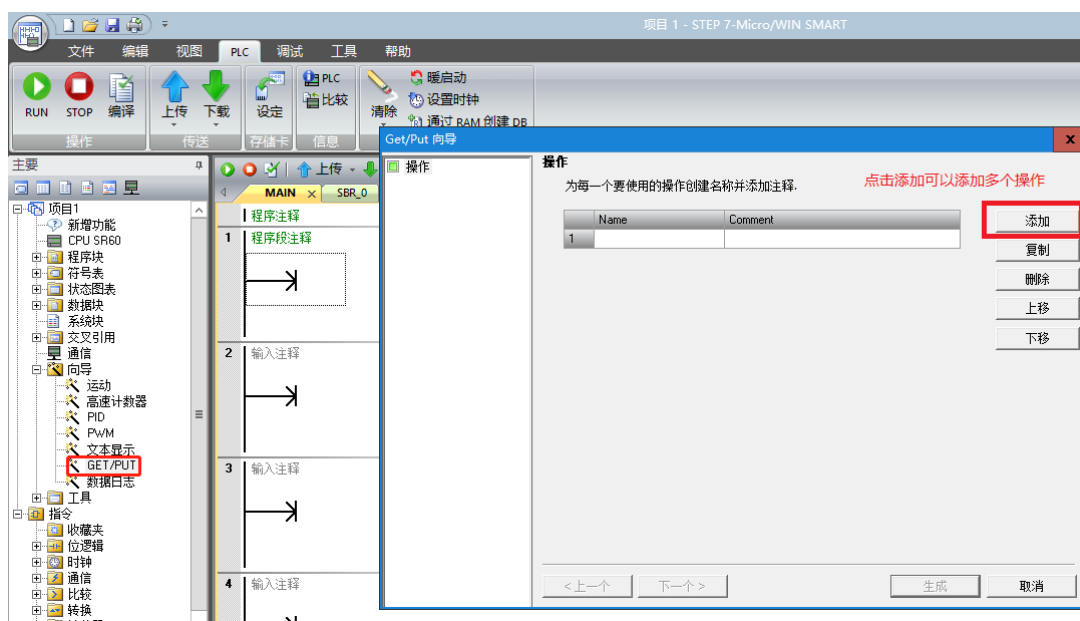 项目 1 - STEP 7-Micro/WIN SMART
文件 编辑 视图 PLC 调试 工具 帮助
RUN STOP 编译 上传 下载 设定 PLC 比较 清除 暖启动
设置时钟
通过 RAM 创建 DB
操作 传送 存储卡 信息
Get/Put 向导
x
主要
上传
MAIN x SBR_0
项目1
新增功能
CPU SR60
程序块
符号表
状态图表
数据块
系统块
交叉引用
通信
向导
运动
高速计数器
PID
PWM
文本显示
GET/PUT
数据日志
工具
指令
收藏夹
位逻辑
时钟
通信
比较
转换
程序注释
1 程序段注释
2 输入注释
3 输入注释
4 输入注释
操作
操作
为每一个要使用的操作创建名称并添加注释.
点击添加可以添加多个操作
Name Comment
1
添加
复制
删除
上移
下移
<上一个 下一个> 生成 取消